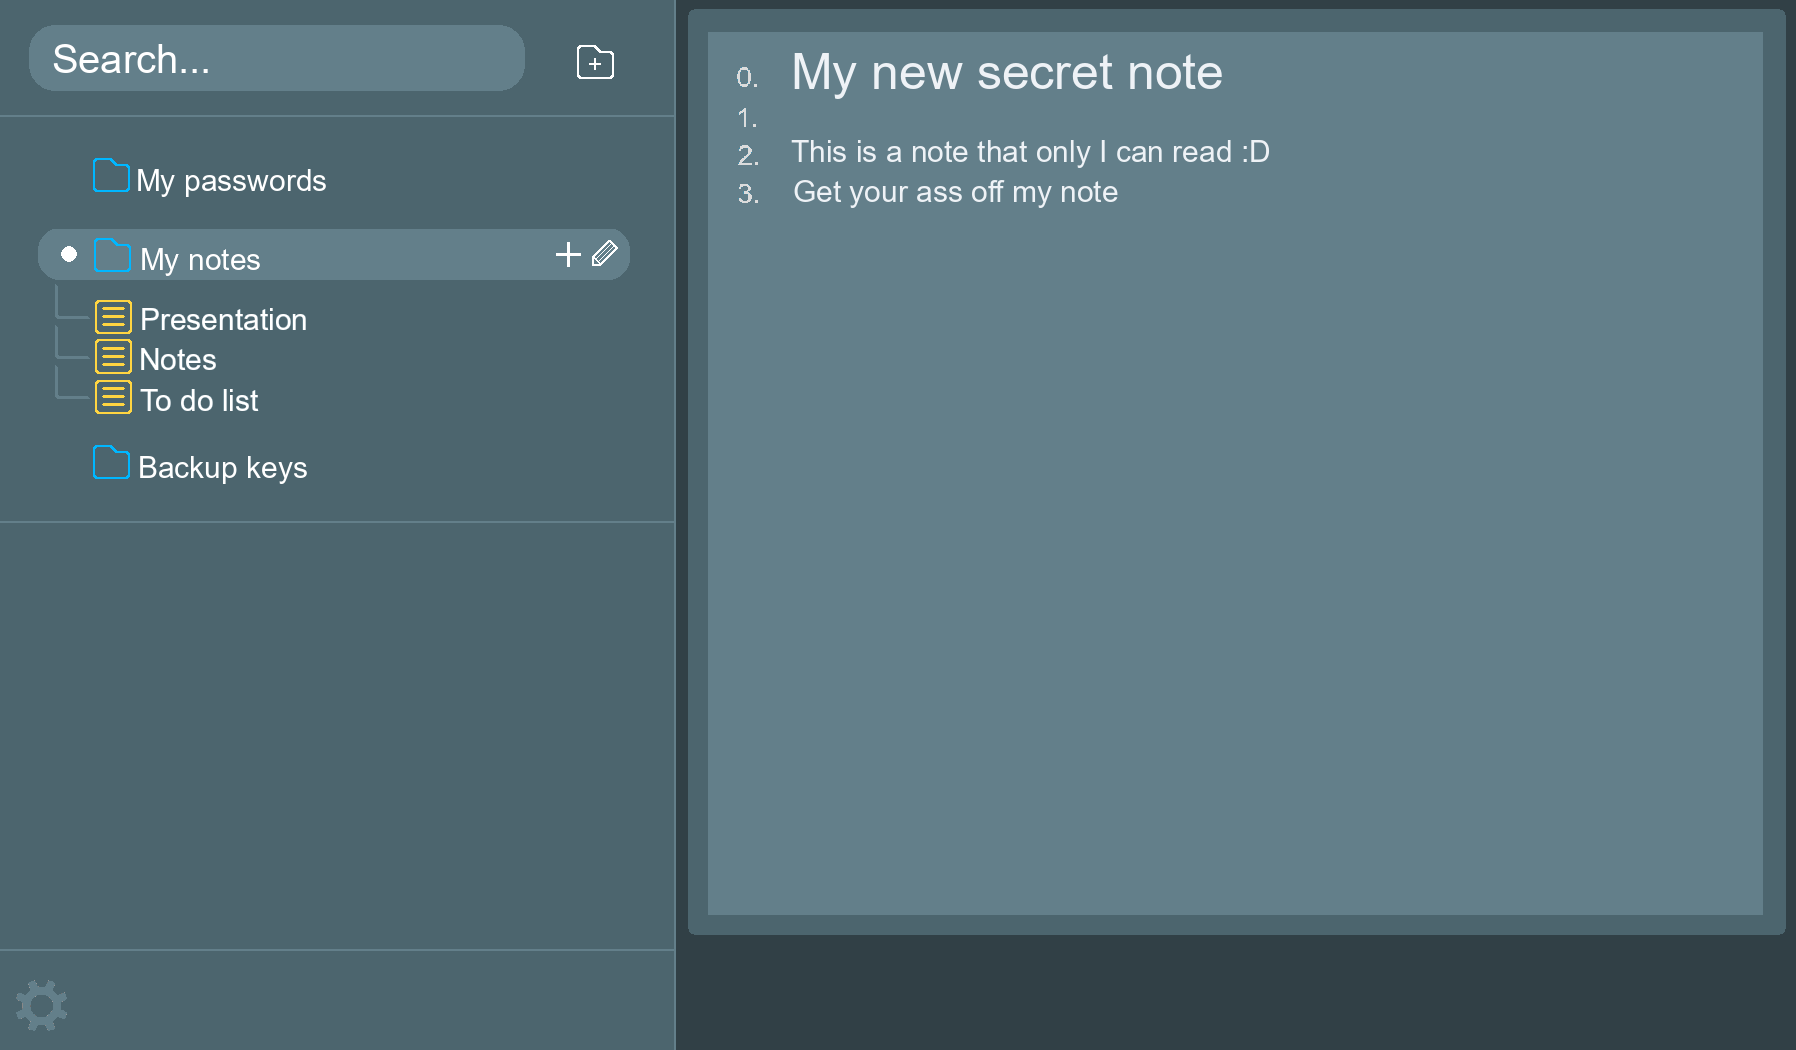 Search...
My passwords
My notes
Presentation
Notes
To do list
Backup keys
0. My new secret note
1.
2. This is a note that only I can read :D
3. Get your ass off my note